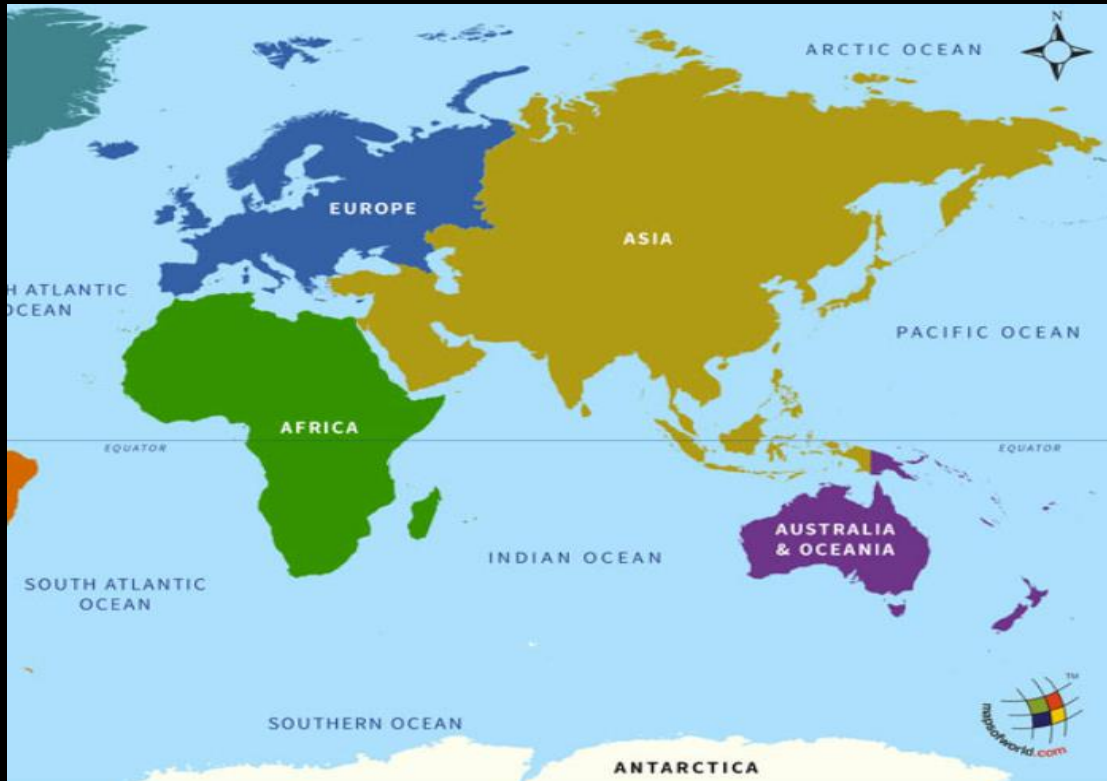 N
ARCTIC OCEAN
EUROPE
ASIA
H ATLANTIC
OCEAN
PACIFIC OCEAN
AFRICA
EQUATOR
EQUATOR
AUSTRALIA
& OCEANIA
INDIAN OCEAN
SOUTH ATLANTIC
OCEAN
TM
mapsofworld.com
SOUTHERN OCEAN
ANTARCTICA